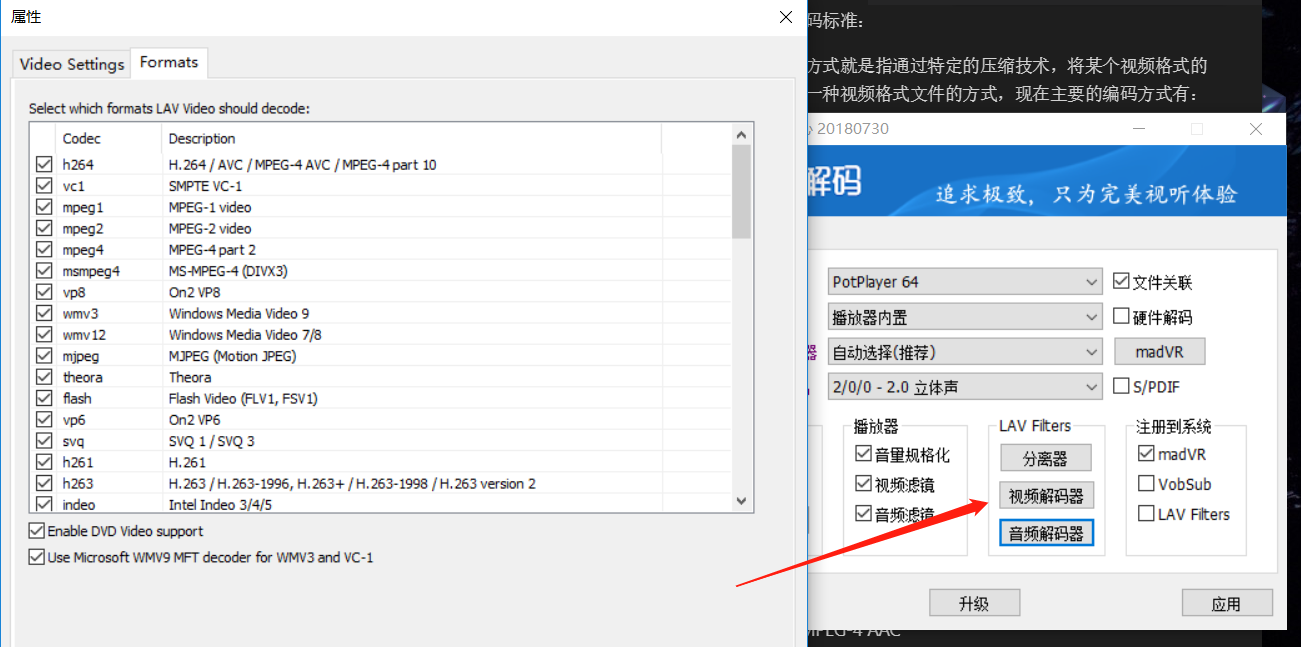 属性
Video Settings
Formats
Select which formats LAV Video should decode:
Codec Description
h264 H.264 / AVC / MPEG-4 AVC / MPEG-4 part 10
vc1 SMPTE VC-1
mpeg1 MPEG-1 video
mpeg2 MPEG-2 video
mpeg4 MPEG-4 part 2
msmpeg4 MS-MPEG-4 (DIVX3)
vp8 On2 VP8
wmv3 Windows Media Video 9
wmv12 Windows Media Video 7/8
mjpeg MJPEG (Motion JPEG)
theora Theora
flash Flash Video (FLV1, FSV1)
vp6 On2 VP6
svq SVQ 1 / SVQ 3
h261 H.261
h263 H.263 / H.263-1996, H.263+ / H.263-1998 / H.263 version 2
indeo Intel Indeo 3/4/5
Enable DVD Video support
Use Microsoft WMV9 MFT decoder for WMV3 and VC-1
码标准：
方式就是指通过特定的压缩技术，将某个视频格式的
一种视频格式文件的方式，现在主要的编码方式有：
20180730
解码
追求极致，只为完美视听体验
PotPlayer 64
文件关联
播放器内置
硬件解码
器
自动选择(推荐)
madVR
2/0/0 - 2.0 立体声
S/PDIF
播放器
音量规格化
视频滤镜
音频滤镜
LAV Filters
分离器
视频解码器
音频解码器
注册到系统
madVR
VobSub
LAV Filters
升级
应用
MPEG-4 AAC